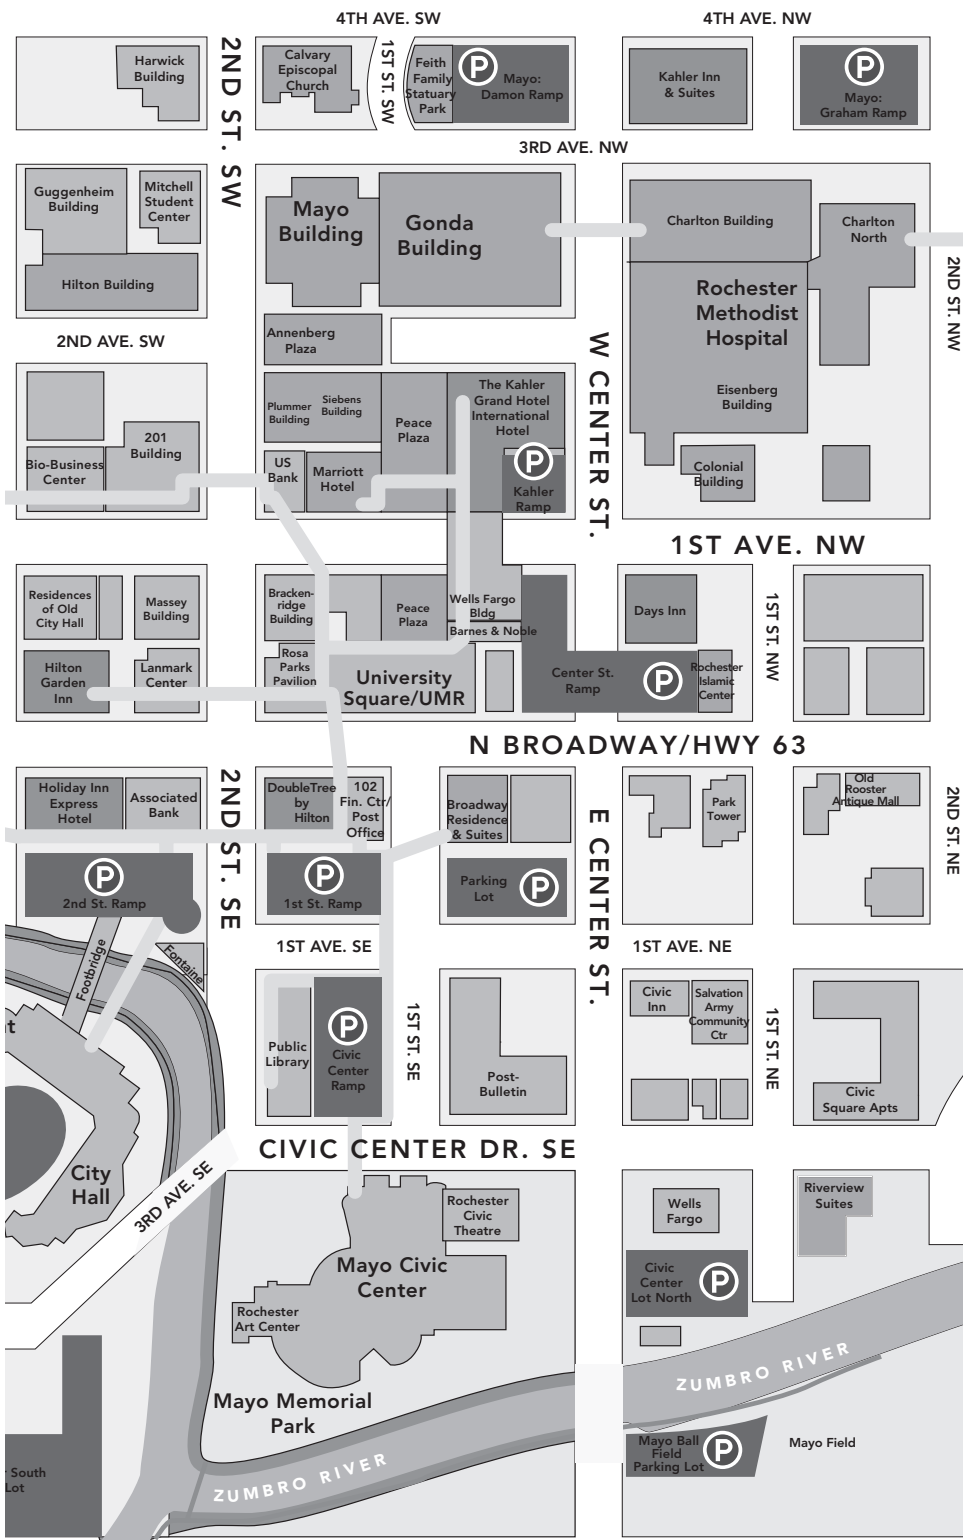 4TH AVE. SW
4TH AVE. NW
Harwick
Building
2ND ST. SW
Calvary
Episcopal
Church
1ST ST. SW
Feith
Family
Statuary
Park
P
Mayo:
Damon Ramp
Kahler Inn
& Suites
P
Mayo:
Graham Ramp
3RD AVE. NW
Guggenheim
Building
Mitchell
Student
Center
Hilton Building
Mayo
Building
Gonda
Building
Charlton Building
Charlton
North
Rochester
Methodist
Hospital
2ND ST. NW
Annenberg
Plaza
2ND AVE. SW
W CENTER ST.
Eisenberg
Building
Plummer
Building
Siebens
Building
Peace
Plaza
The Kahler
Grand Hotel
International
Hotel
201
Building
Bio-Business
Center
US
Bank
Marriott
Hotel
P
Kahler
Ramp
Colonial
Building
1ST AVE. NW
Residences
of Old
City Hall
Massey
Building
Bracken-
ridge
Building
Peace
Plaza
Wells Fargo
Bldg
Barnes & Noble
Days Inn
1ST ST. NW
Hilton
Garden
Inn
Lanmark
Center
Rosa
Parks
Pavilion
University
Square/UMR
Center St.
Ramp
P
Rochester
Islamic
Center
N BROADWAY/HWY 63
Holiday Inn
Express
Hotel
Associated
Bank
2ND ST. SE
DoubleTree
by
Hilton
102
Fin. Ctr/
Post
Office
Broadway
Residence
& Suites
E CENTER ST.
Park
Tower
Old
Rooster
Antique Mall
2ND ST. NE
P
2nd St. Ramp
P
1st St. Ramp
Parking
Lot
P
1ST AVE. SE
1ST AVE. NE
Footbridge
Fontaine
Public
Library
P
Civic
Center
Ramp
1ST ST. SE
Post-
Bulletin
Civic
Inn
Salvation
Army
Community
Ctr
1ST ST. NE
Civic
Square Apts
t
City
Hall
3RD AVE. SE
CIVIC CENTER DR. SE
Rochester
Civic
Theatre
Mayo Civic
Center
Rochester
Art Center
Wells
Fargo
Riverview
Suites
Civic
Center
Lot North
P
Mayo Memorial
Park
ZUMBRO RIVER
ZUMBRO RIVER
Mayo Ball
Field
Parking Lot
P
Mayo Field
r South
Lot